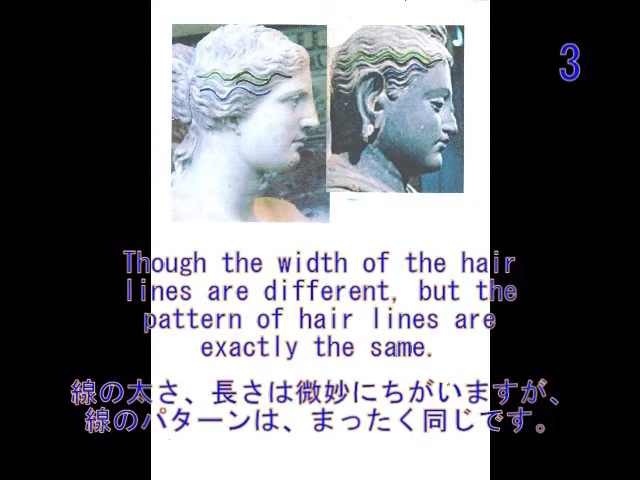 3
Though the width of the hair
lines are different, but the
pattern of hair lines are
exactly the same.
線の太さ、長さは微妙にちがいますが、
線のパターンは、まったく同じです。